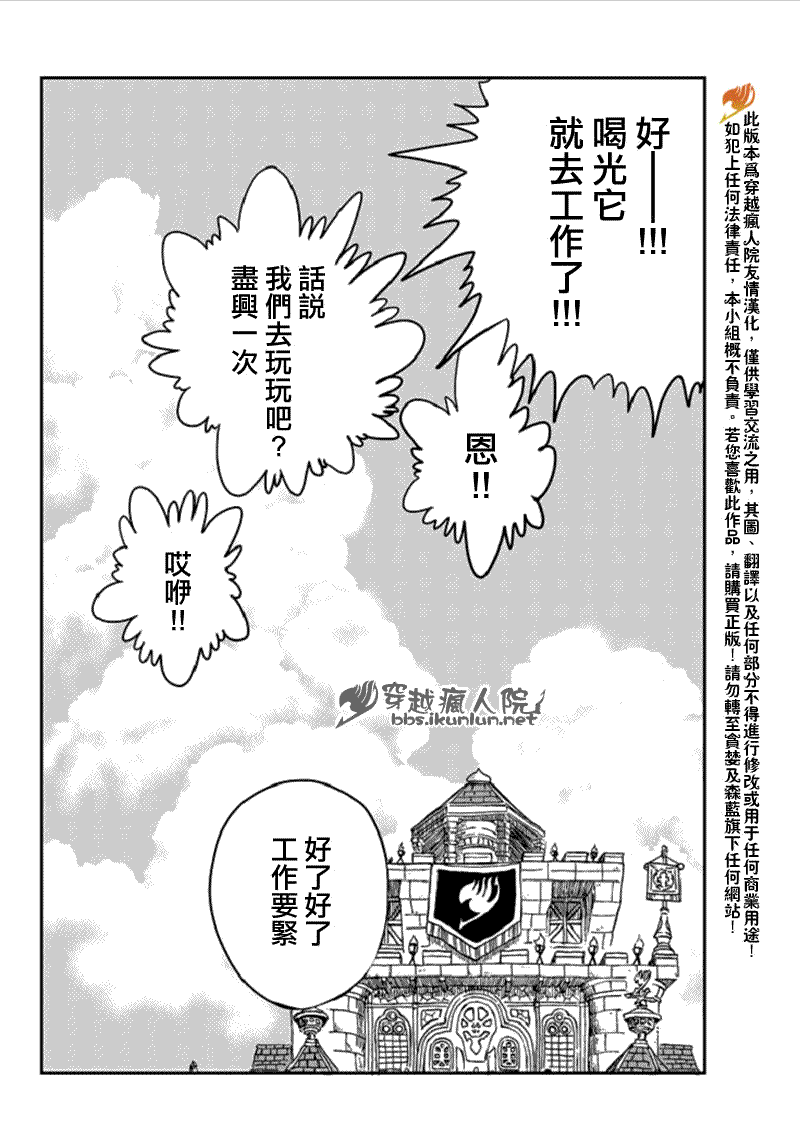 好——!!!
喝光它
就去工作了!!!
恩!!
話説
我們去玩玩吧？
盡興一次
哎咿!!
好了好了
工作要緊
穿越瘋人院
bbs.ikunlun.net
此版本爲穿越瘋人院友情漢化，僅供學習交流之用，其圖、翻譯以及任何部分不得進行修改或用于任何商業用途！
如犯上任何法律責任，本小組概不負責。若您喜歡此作品，請購買正版！請勿轉至貪婪及森藍旗下任何網站！